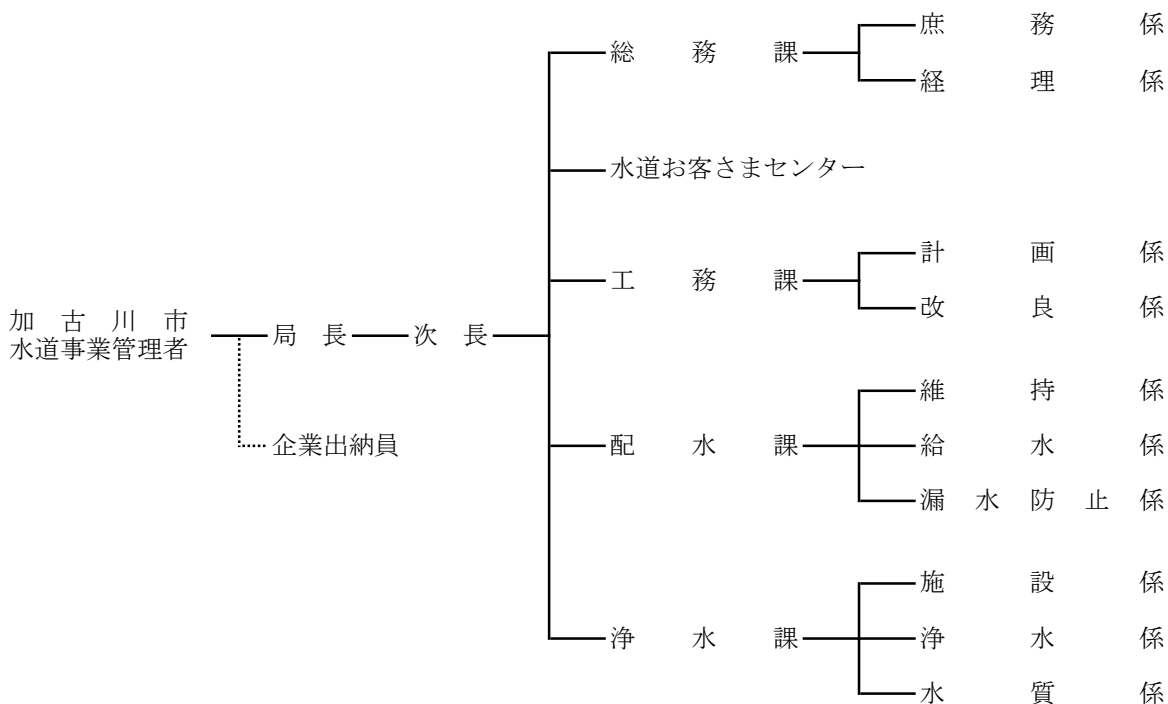 庶務係
総務課
経理係
水道お客さまセンター
計画係
工務課
改良係
加古川市
水道事業管理者
局長
次長
維持係
企業出納員
配水課
給水係
漏水防止係
施設係
浄水課
浄水係
水質係